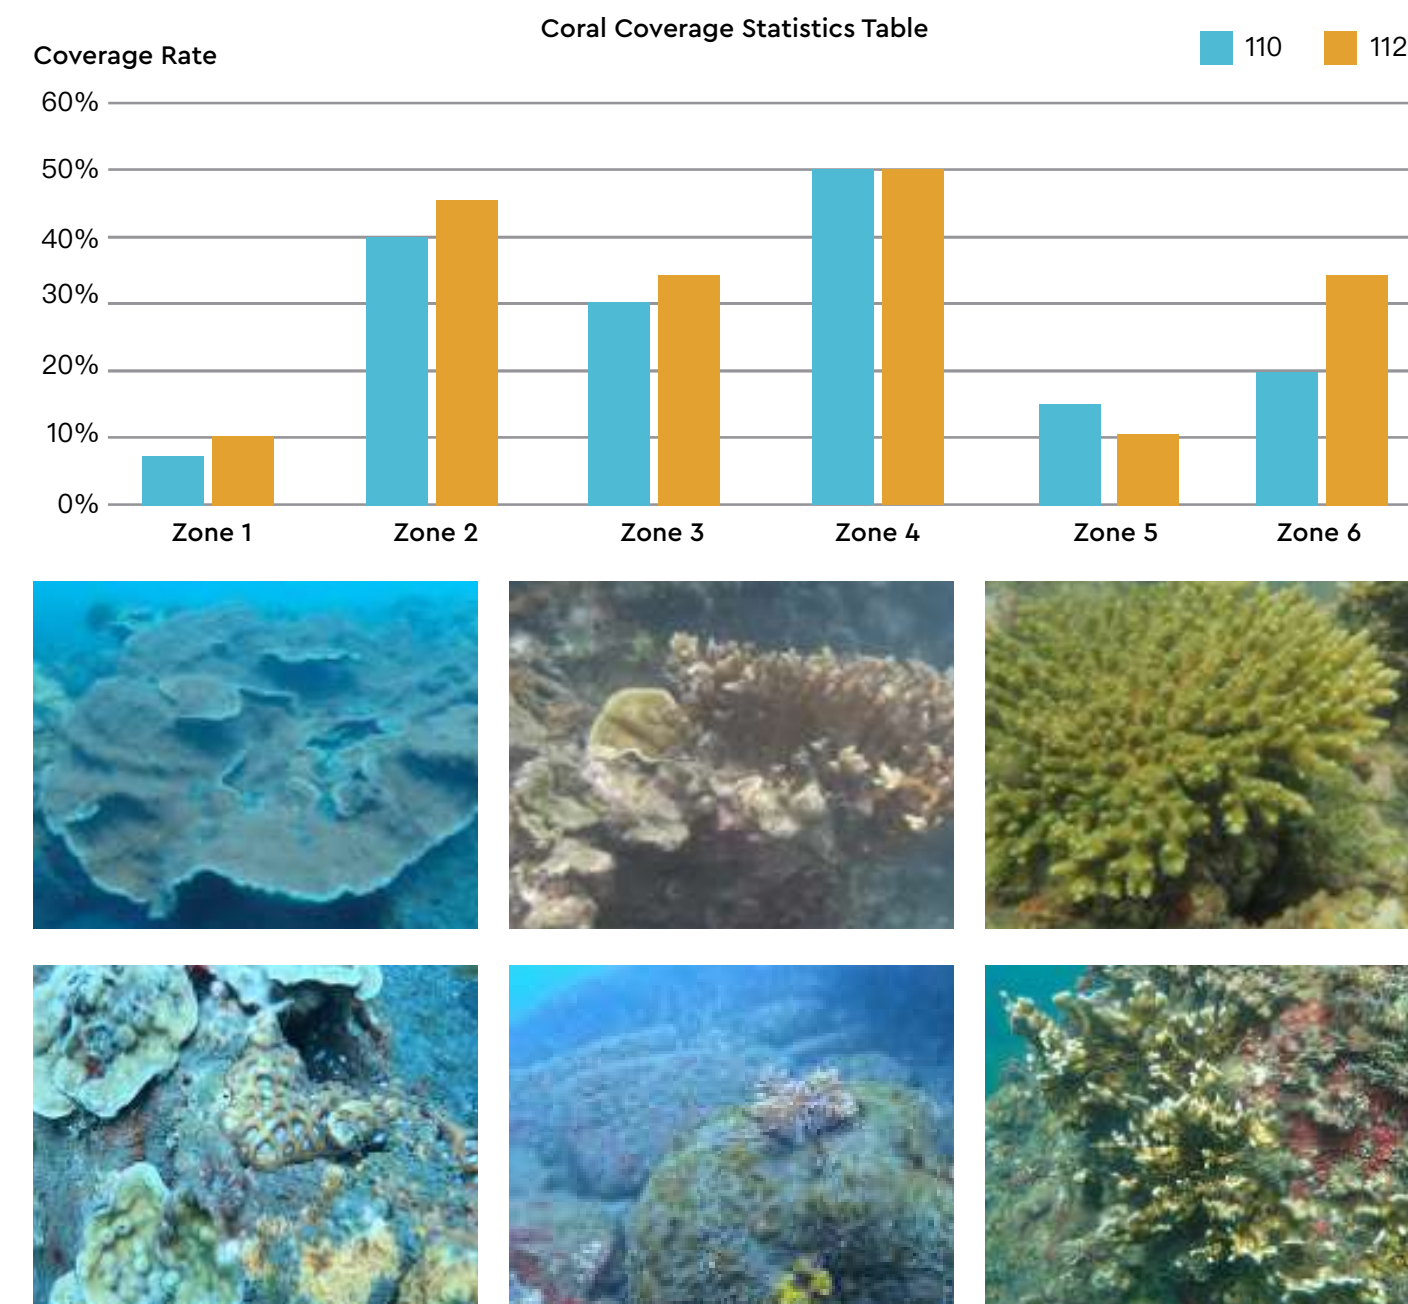 Coral Coverage Statistics Table
Coverage Rate
110
112
60%
50%
40%
30%
20%
10%
0%
Zone 1
Zone 2
Zone 3
Zone 4
Zone 5
Zone 6